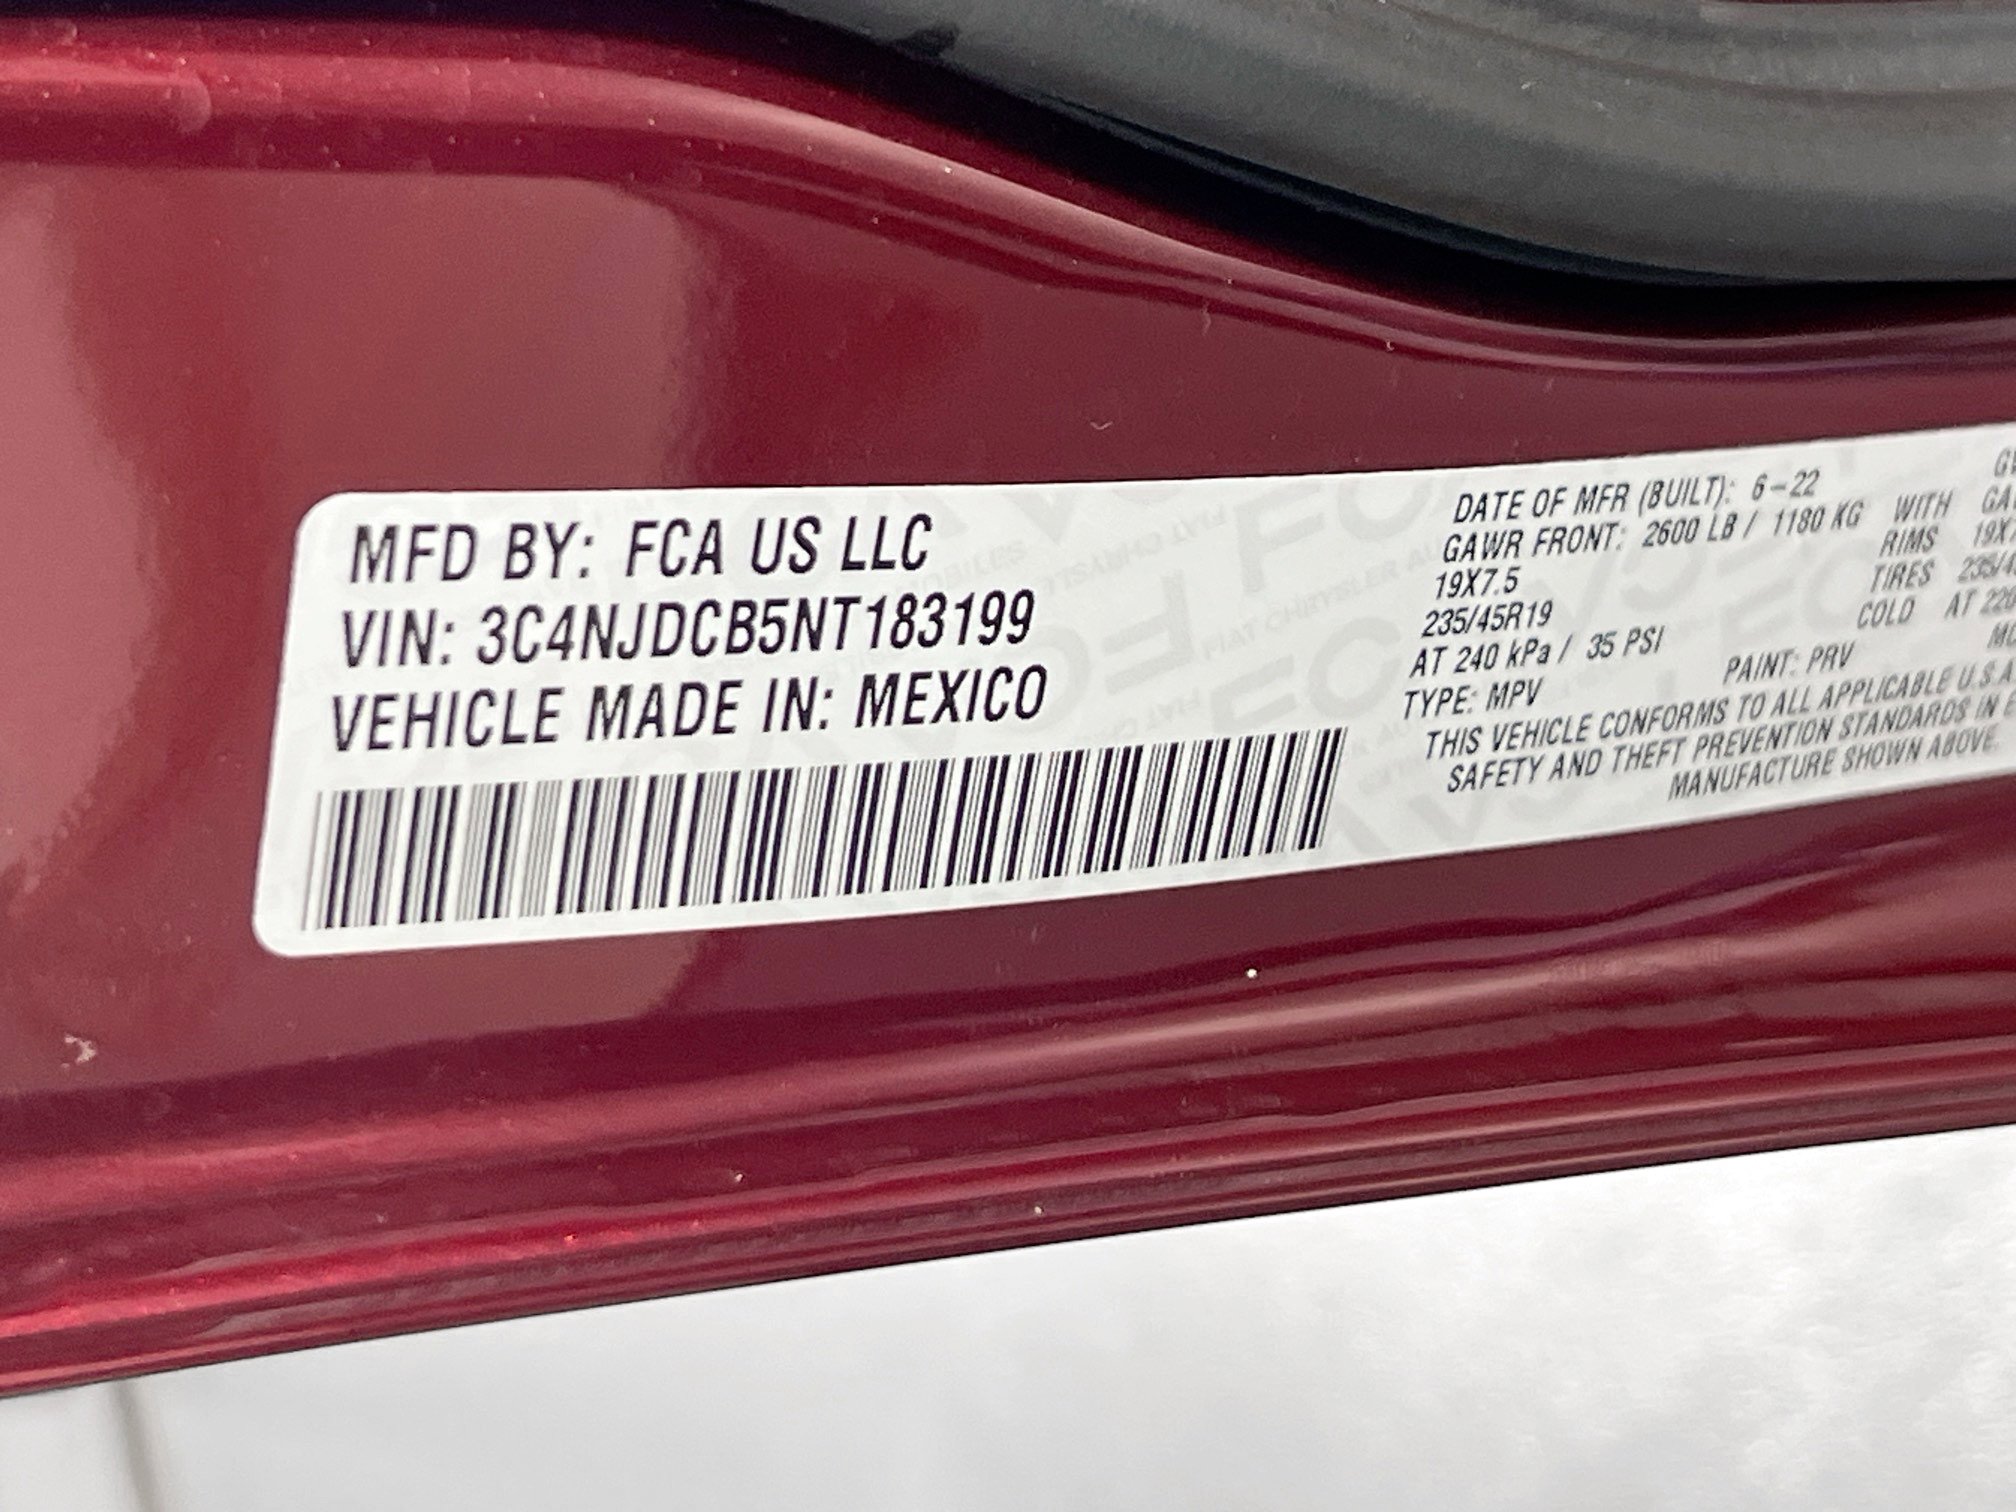 MFD BY: FCA US LLC
VIN: 3C4NJDCB5NT183199
VEHICLE MADE IN: MEXICO
DATE OF MFR (BUILT): 6-22
GAWR FRONT: 2600 LB / 1180 KG WITH
19X7.5 RIMS
235/45R19 TIRES
AT 240 kPa / 35 PSI COLD
TYPE: MPV PAINT: PRV
THIS VEHICLE CONFORMS TO ALL APPLICABLE U.S.A.
SAFETY AND THEFT PREVENTION STANDARDS IN
MANUFACTURE SHOWN ABOVE.